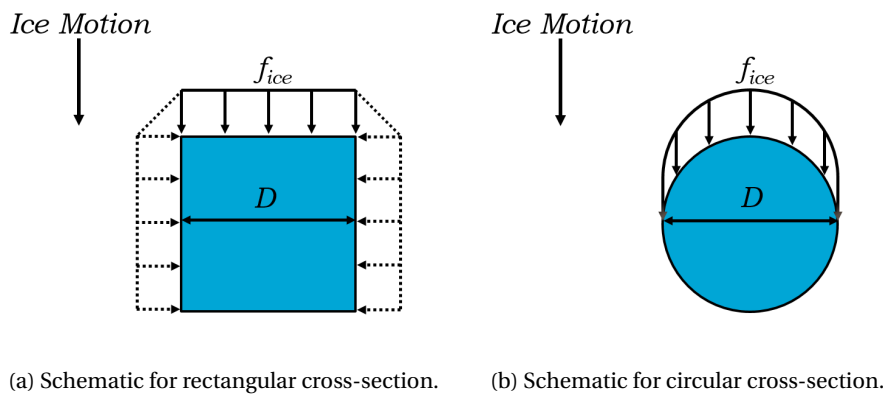 Ice Motion
f_ice
D
(a) Schematic for rectangular cross-section.
Ice Motion
f_ice
D
(b) Schematic for circular cross-section.